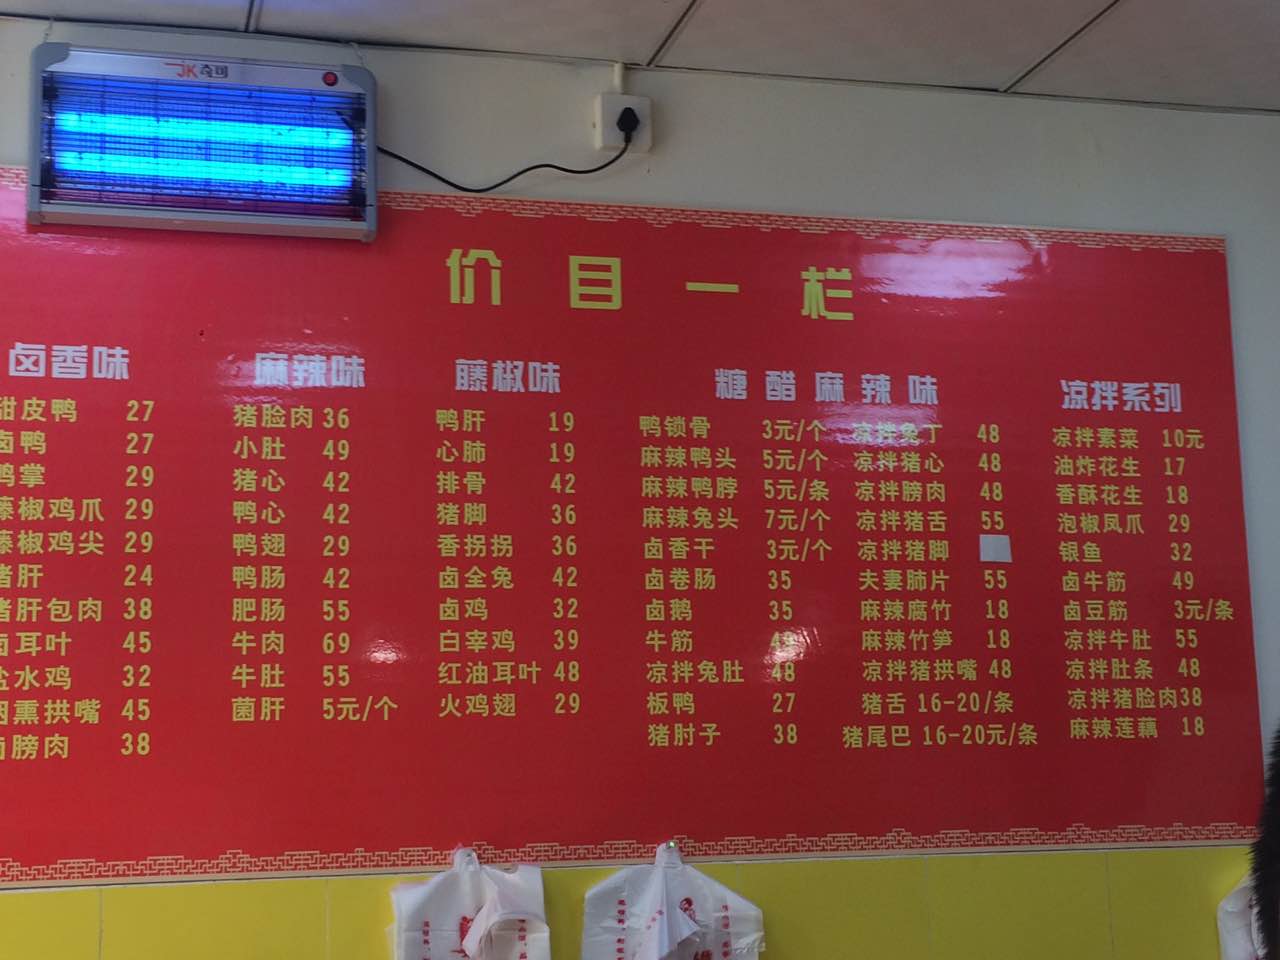 JK 奇可
价目一栏
卤香味
甜皮鸭 27
卤鸭 27
鸭掌 29
藤椒鸡爪 29
藤椒鸡尖 29
猪肝 24
猪肝包肉 38
卤耳叶 45
盐水鸡 32
烟熏拱嘴 45
卤膀肉 38
麻辣味
猪脸肉 36
小肚 49
猪心 42
鸭心 42
鸭翅 29
鸭肠 42
肥肠 55
牛肉 69
牛肚 55
菌肝 5元/个
藤椒味
鸭肝 19
心肺 19
排骨 42
猪脚 36
香拐拐 36
卤全兔 42
卤鸡 32
白宰鸡 39
红油耳叶 48
火鸡翅 29
糖醋麻辣味
鸭锁骨 3元/个
麻辣鸭头 5元/个
麻辣鸭脖 5元/条
麻辣兔头 7元/个
卤香干 3元/个
卤卷肠 35
卤鹅 35
牛筋
凉拌兔肚 48
板鸭 27
猪肘子 38
凉拌兔丁 48
凉拌猪心 48
凉拌膀肉 48
凉拌猪舌 55
凉拌猪脚
夫妻肺片 55
麻辣腐竹 18
麻辣竹笋 18
凉拌猪拱嘴 48
猪舌 16-20/条
猪尾巴 16-20元/条
凉拌系列
凉拌素菜 10元
油炸花生 17
香酥花生 18
泡椒凤爪 29
银鱼 32
卤牛筋 49
卤豆筋 3元/条
凉拌牛肚 55
凉拌肚条 48
凉拌猪脸肉 38
麻辣莲藕 18